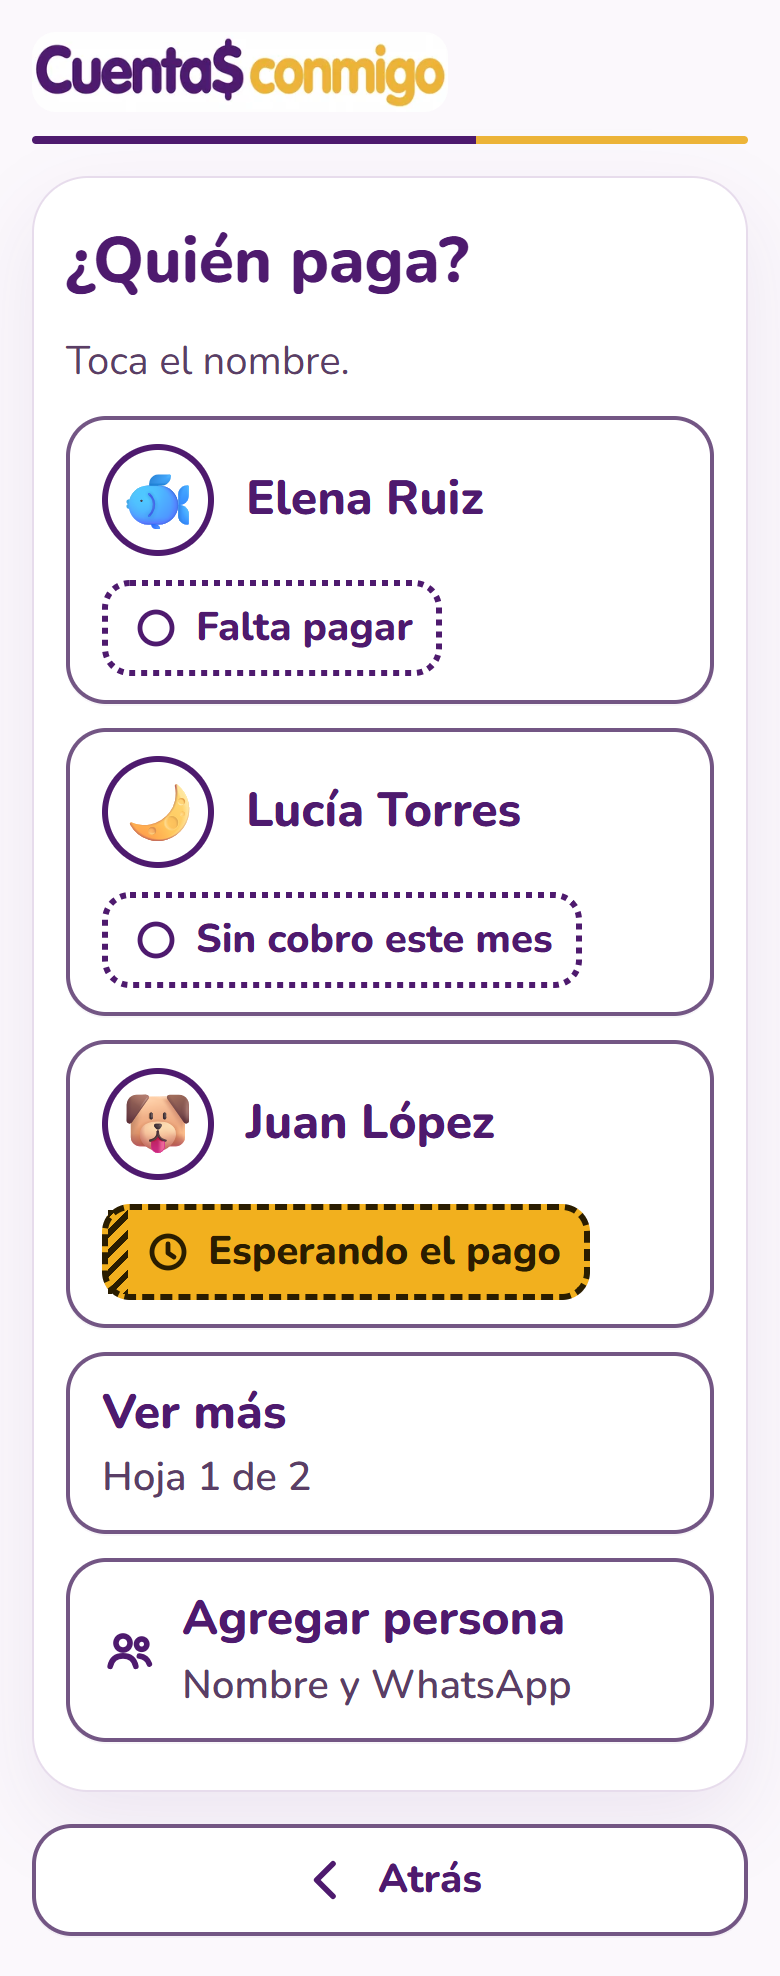 Cuenta$ conmigo
¿Quién paga?
Toca el nombre.
Elena Ruiz
Falta pagar
Lucía Torres
Sin cobro este mes
Juan López
Esperando el pago
Ver más
Hoja 1 de 2
Agregar persona
Nombre y WhatsApp
Atrás